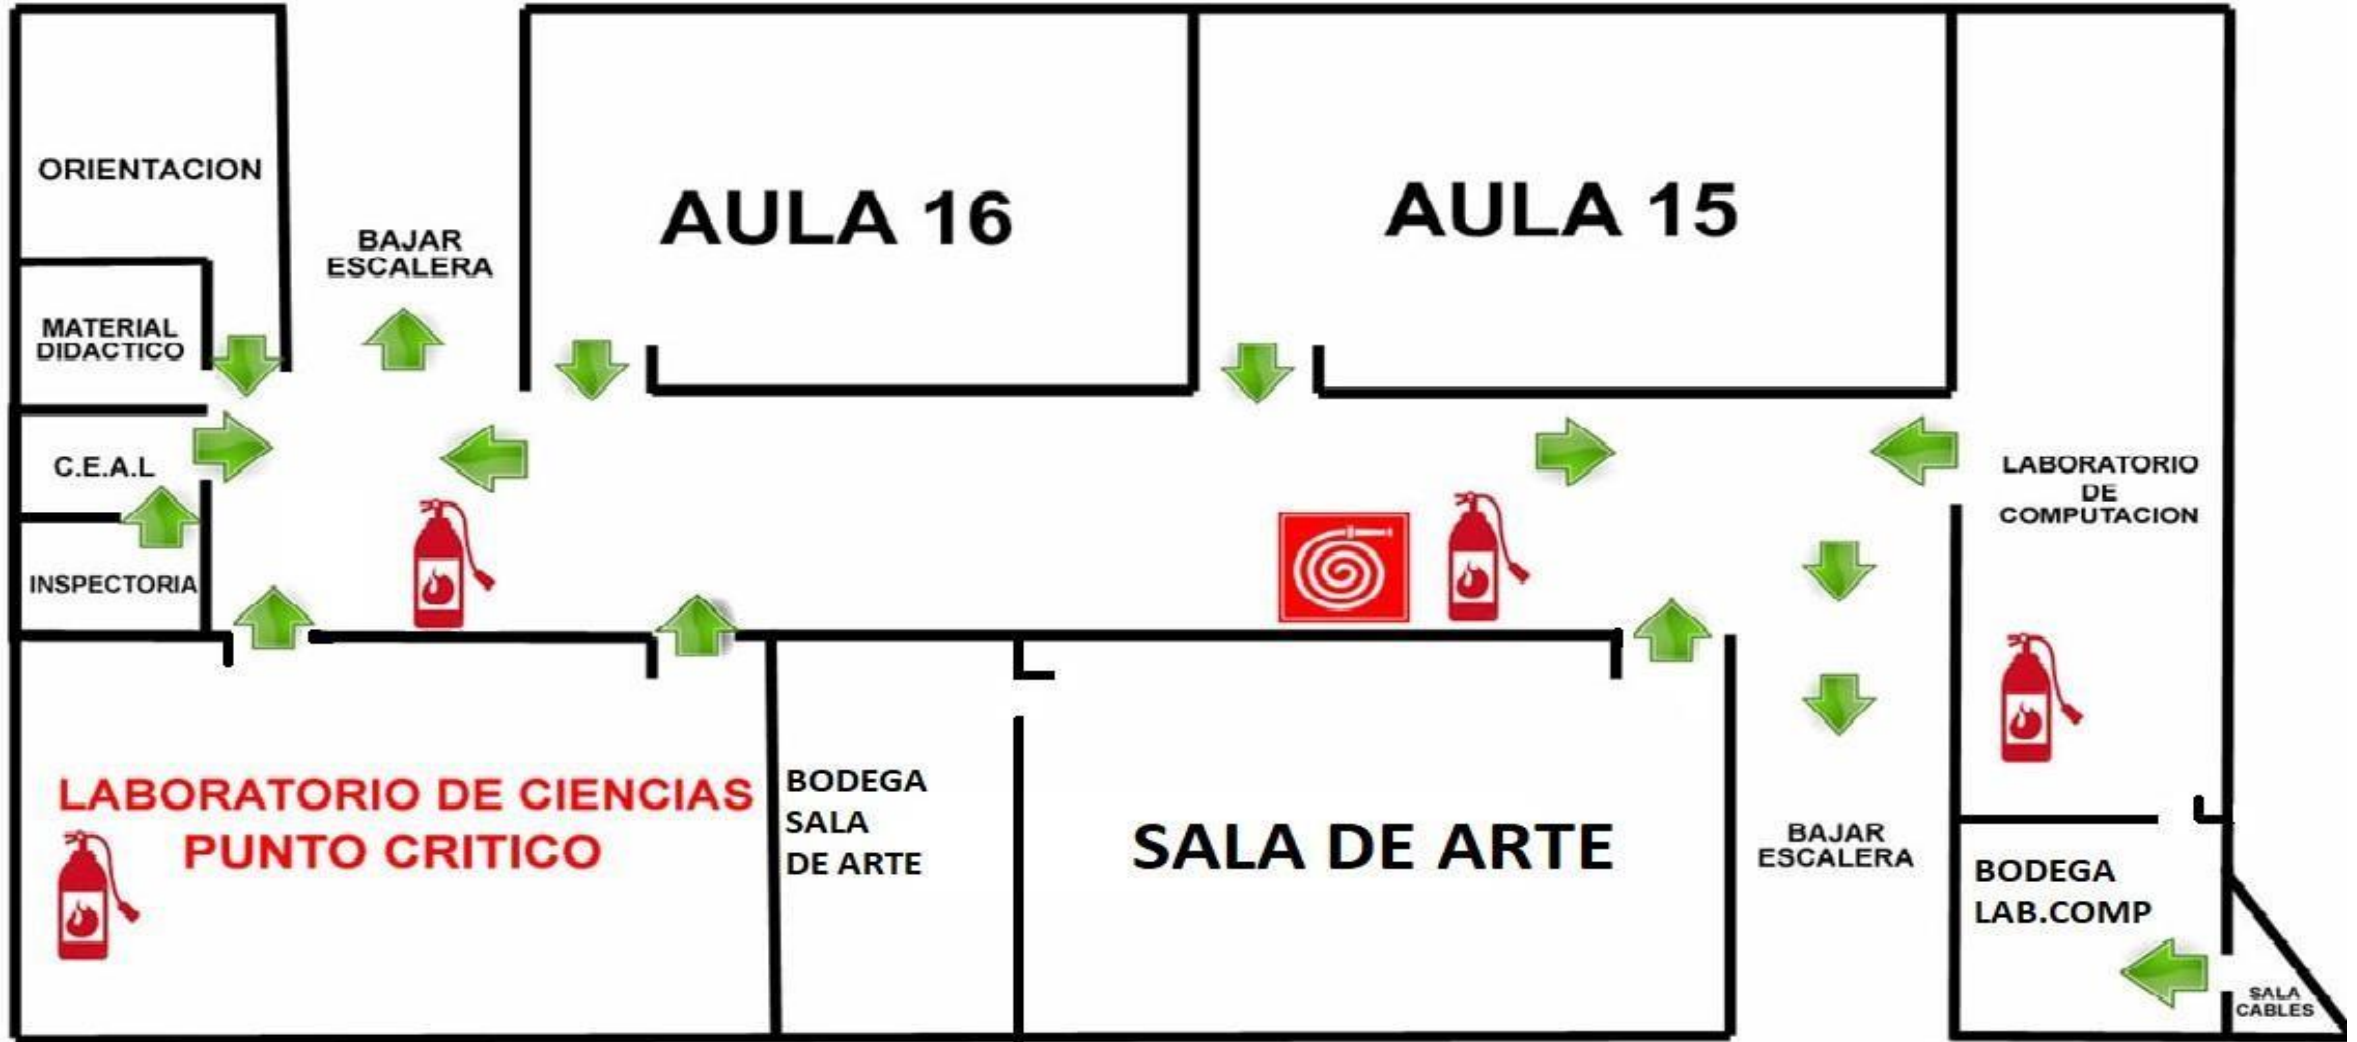 ORIENTACION
MATERIAL
DIDACTICO
C.E.A.L
INSPECTORIA
BAJAR
ESCALERA
AULA 16
AULA 15
LABORATORIO
DE
COMPUTACION
LABORATORIO DE CIENCIAS
PUNTO CRITICO
BODEGA
SALA
DE ARTE
SALA DE ARTE
BAJAR
ESCALERA
BODEGA
LAB.COMP
SALA
CABLES